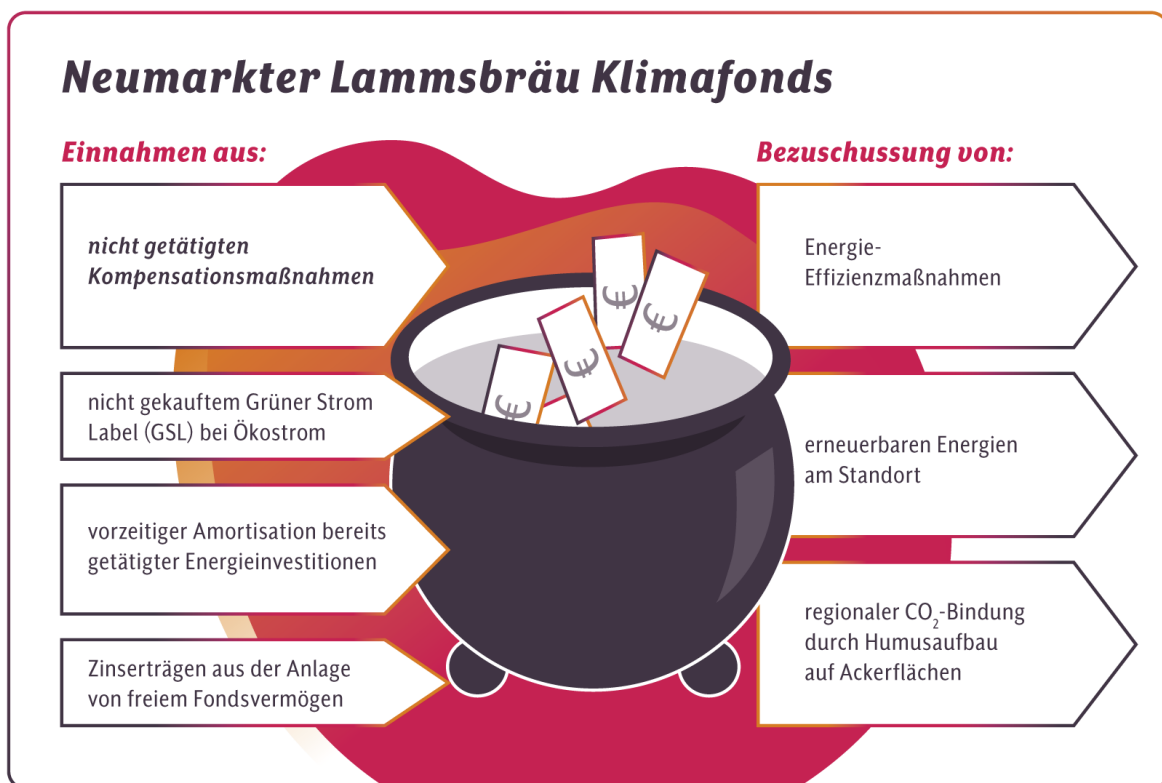 Neumarkter Lammsbräu Klimafonds
Einnahmen aus:
nicht getätigten
Kompensationsmaßnahmen
nicht gekauftem Grüner Strom
Label (GSL) bei Ökostrom
vorzeitiger Amortisation bereits
getätigter Energieinvestitionen
Zinserträgen aus der Anlage
von freiem Fondsvermögen
€
€
€
€
Bezuschussung von:
Energie-
Effizienzmaßnahmen
erneuerbaren Energien
am Standort
regionaler CO₂-Bindung
durch Humusaufbau
auf Ackerflächen